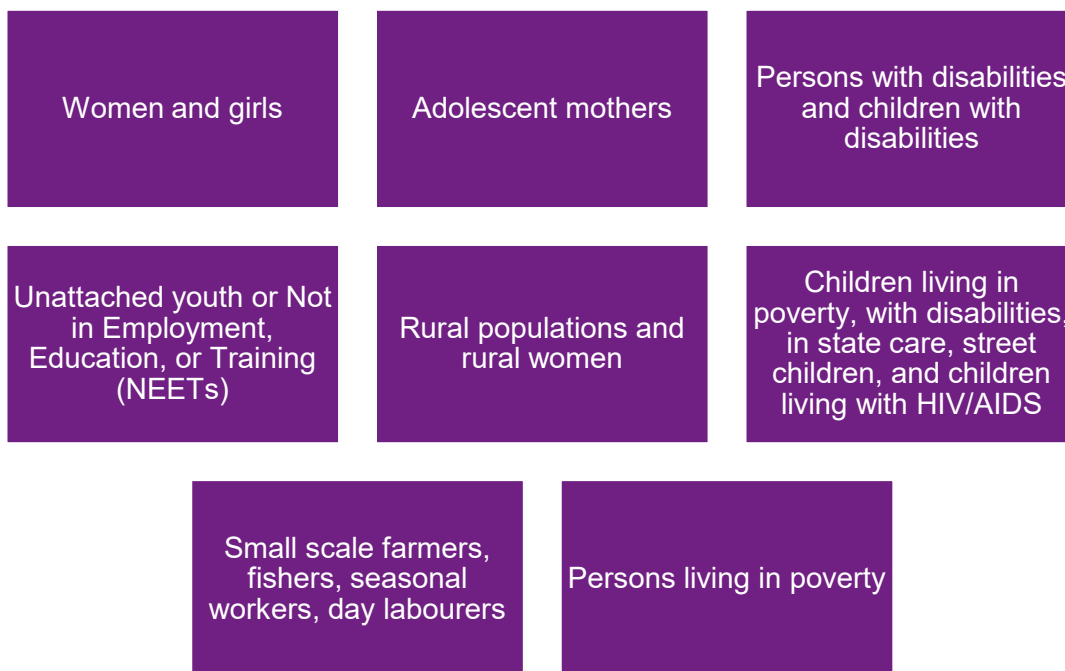 Women and girls
Adolescent mothers
Persons with disabilities
and children with
disabilities
Unattached youth or Not
in Employment,
Education, or Training
(NEETs)
Rural populations and
rural women
Children living in
poverty, with disabilities,
in state care, street
children, and children
living with HIV/AIDS
Small scale farmers,
fishers, seasonal
workers, day labourers
Persons living in poverty